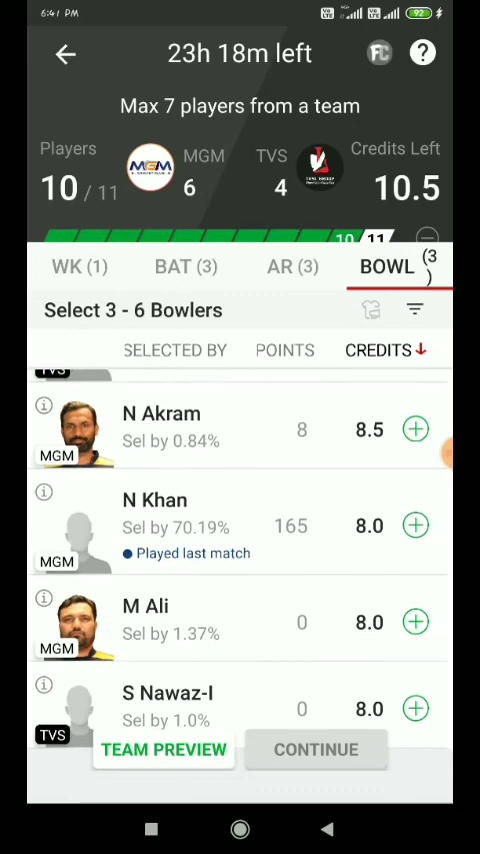 6:41 PM
92
23h 18m left
FC
?
Max 7 players from a team
Players
MGM
TVS
Credits Left
10 / 11
MGM
6
4
10.5
10
11
WK (1)
BAT (3)
AR (3)
BOWL (3)
Select 3 - 6 Bowlers
SELECTED BY
POINTS
CREDITS
TVS
N Akram
Sel by 0.84%
8
8.5
MGM
N Khan
Sel by 70.19%
165
8.0
Played last match
MGM
M Ali
Sel by 1.37%
0
8.0
MGM
S Nawaz-I
Sel by 1.0%
0
8.0
TVS
TEAM PREVIEW
CONTINUE